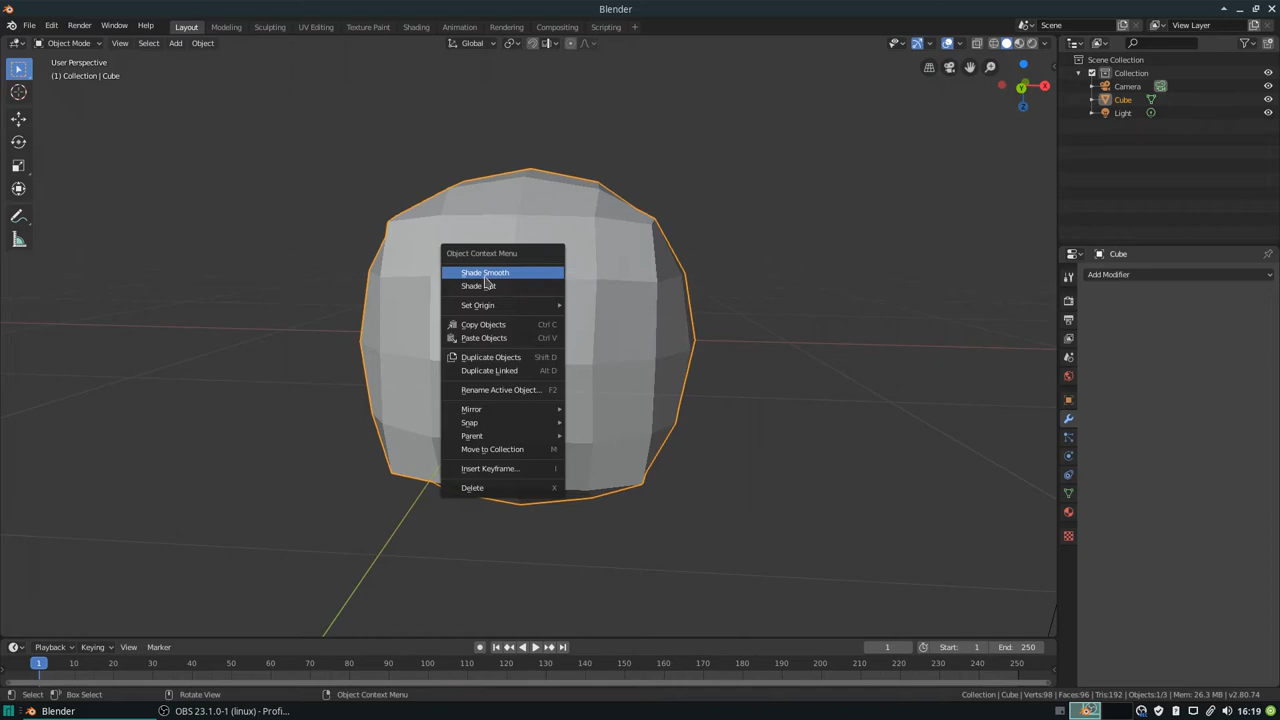 Blender
File Edit Render Window Help Layout Modeling Sculpting UV Editing Texture Paint Shading Animation Rendering Compositing Scripting + Scene View Layer
Object Mode View Select Add Object Global
User Perspective
(1) Collection | Cube
X
Y
Z
Scene Collection
Collection
Camera
Cube
Light
Cube
Add Modifier
Object Context Menu
Shade Smooth
Set Origin
Copy Objects Ctrl C
Paste Objects Ctrl V
Duplicate Objects Shift D
Duplicate Linked Alt D
Rename Active Object... F2
Mirror
Snap
Parent
Move to Collection M
Insert Keyframe... I
Delete X
Playback Keying View Marker 1 Start: 1 End: 250
1 10 20 30 40 50 60 70 80 90 100 110 120 130 140 150 160 170 180 190 200 210 220 230 240 250
Select Box Select Rotate View Object Context Menu Collection | Cube | Verts:98 | Faces:96 | Tris:192 | Objects:1/3 | Mem: 26.3 MB | v2.80.74
Blender OBS 23.1.0-1 (linux) - Profi... 16:19